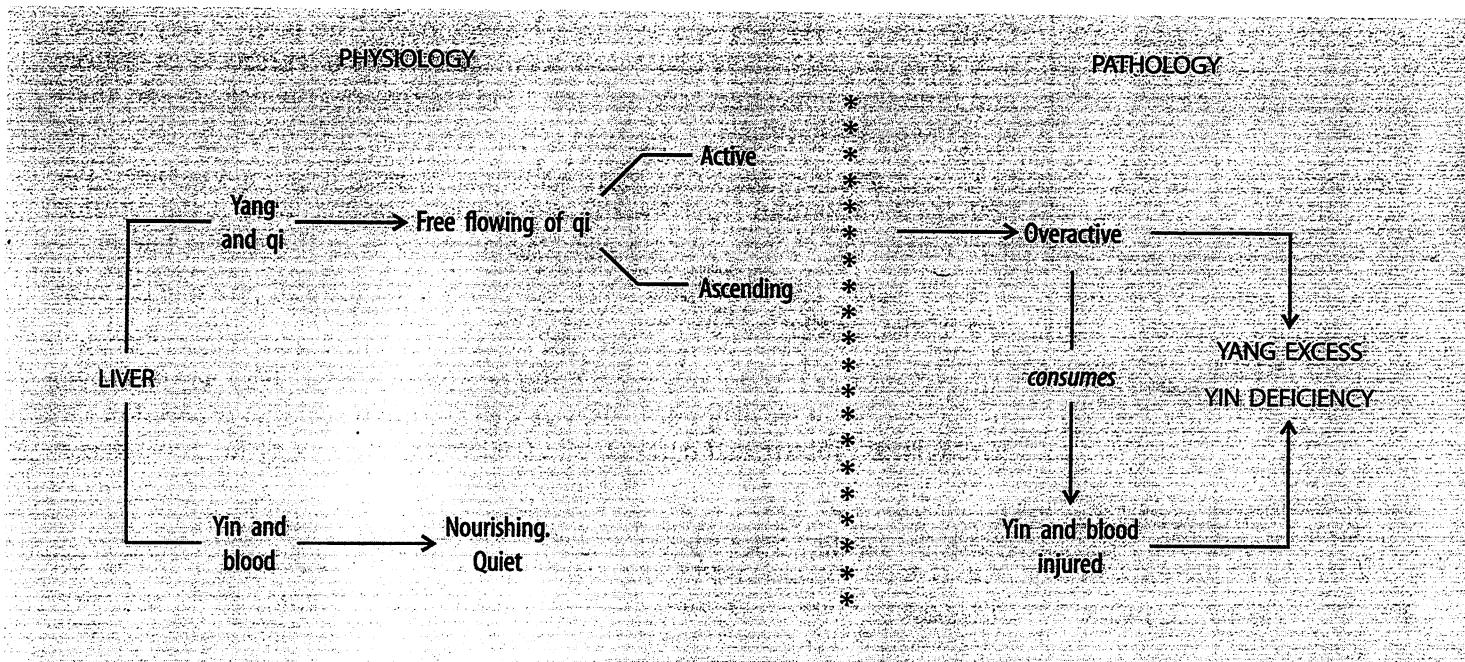 PHYSIOLOGY
PATHOLOGY
*
*
*
Active
*
*
Yang
and qi
Free flowing of qi
*
Overactive
*
Ascending
*
*
*
YANG EXCESS
LIVER
*
consumes
*
YIN DEFICIENCY
*
*
*
*
*
Yin and
blood
Nourishing.
Quiet
*
Yin and blood
injured
*
*